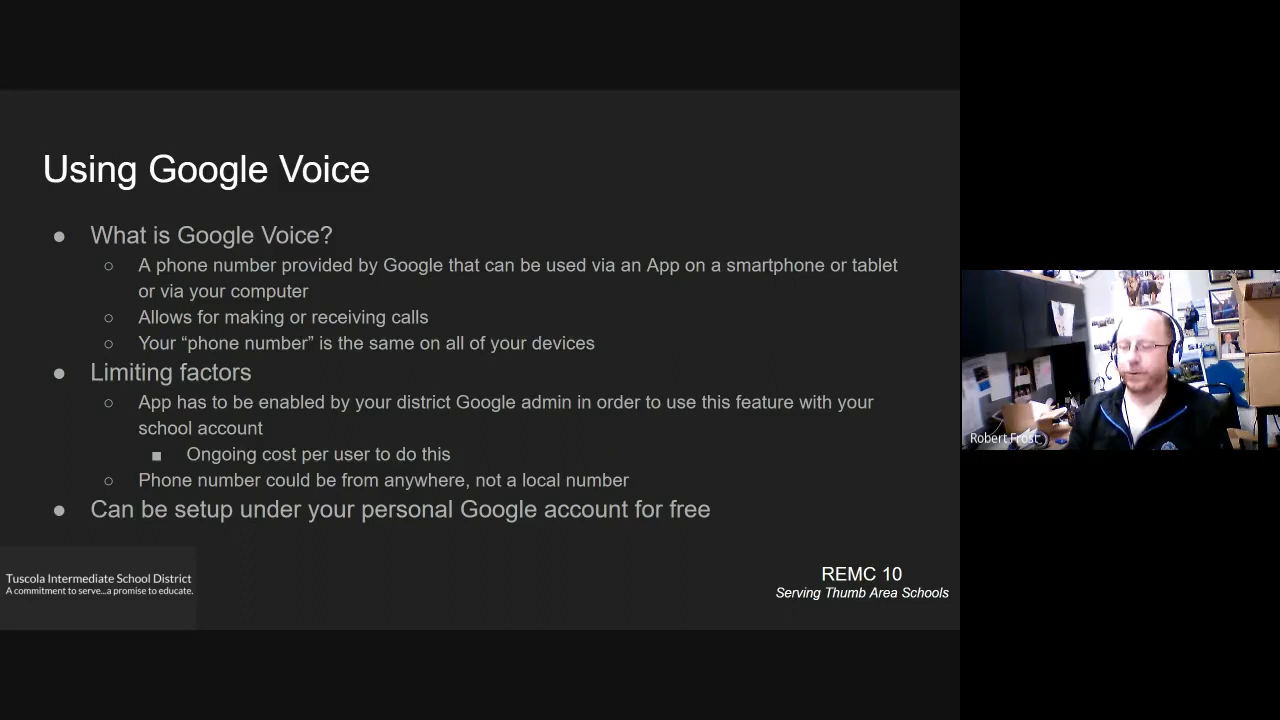 Using Google Voice
● What is Google Voice?
○ A phone number provided by Google that can be used via an App on a smartphone or tablet
or via your computer
○ Allows for making or receiving calls
○ Your “phone number” is the same on all of your devices
● Limiting factors
○ App has to be enabled by your district Google admin in order to use this feature with your
school account
■ Ongoing cost per user to do this
○ Phone number could be from anywhere, not a local number
● Can be setup under your personal Google account for free
Tuscola Intermediate School District
A commitment to serve...a promise to educate.
REMC 10
Serving Thumb Area Schools
Robert Frost